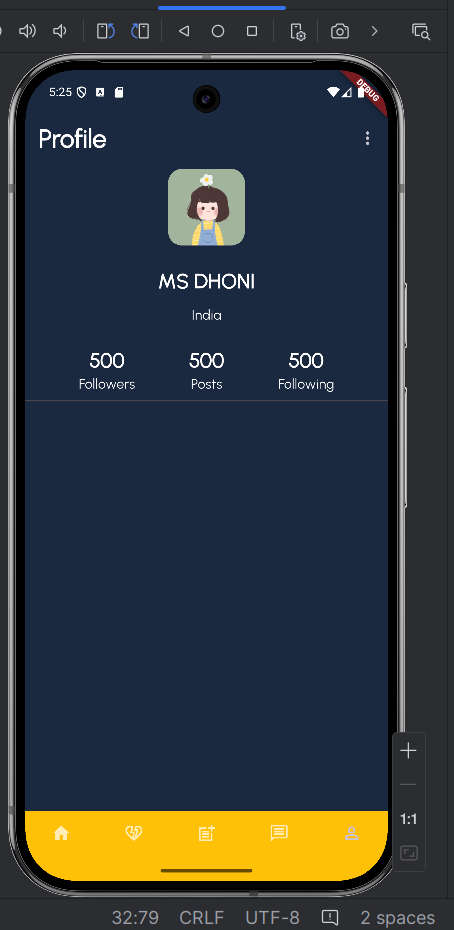 5:25
DEBUG
Profile
MS DHONI
India
500 500 500
Followers Posts Following
1:1
32:79 CRLF UTF-8 2 spaces